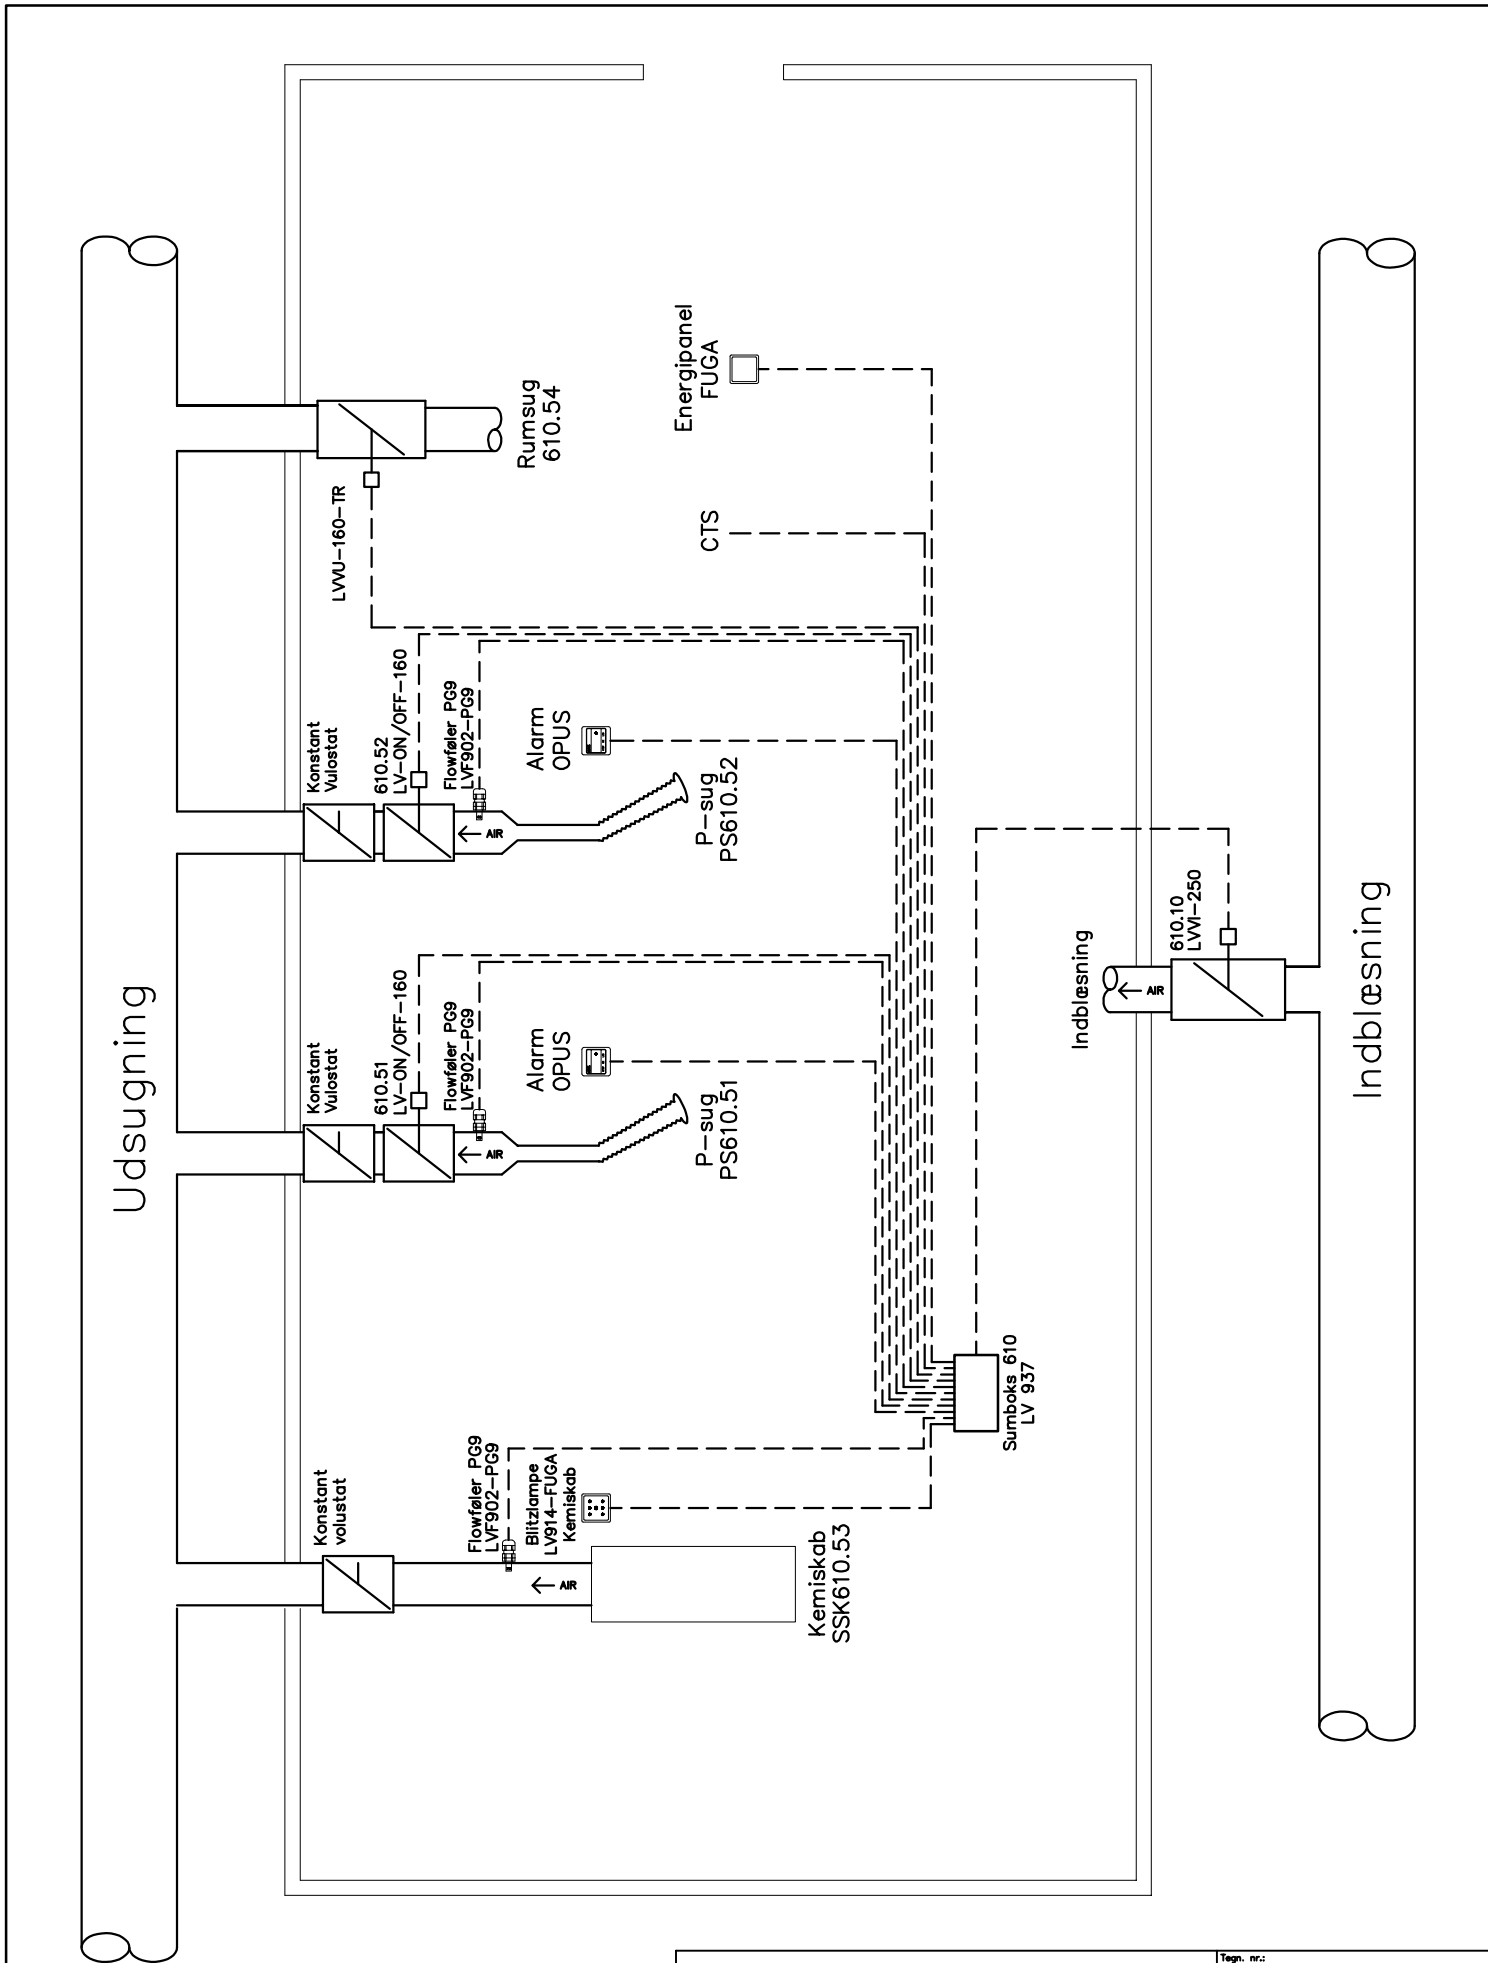 Udsugning
Konstant
volustat
Flowføler PG9
LVF902-PG9
Blitzlampe
LV914-FUGA
Kemiskab
AIR
Kemiskab
SSK610.53
Konstant
Vulostat
610.51
LV-ON/OFF-160
Flowføler PG9
LVF902-PG9
AIR
Alarm
OPUS
P-sug
PS610.51
Konstant
Vulostat
610.52
LV-ON/OFF-160
Flowføler PG9
LVF902-PG9
AIR
Alarm
OPUS
P-sug
PS610.52
LVVU-160-TR
Rumsug
610.54
CTS
Energipanel
FUGA
Sumboks 610
LV 937
Indblæsning
AIR
610.10
LVVI-250
Indblæsning
Tegn. nr.: